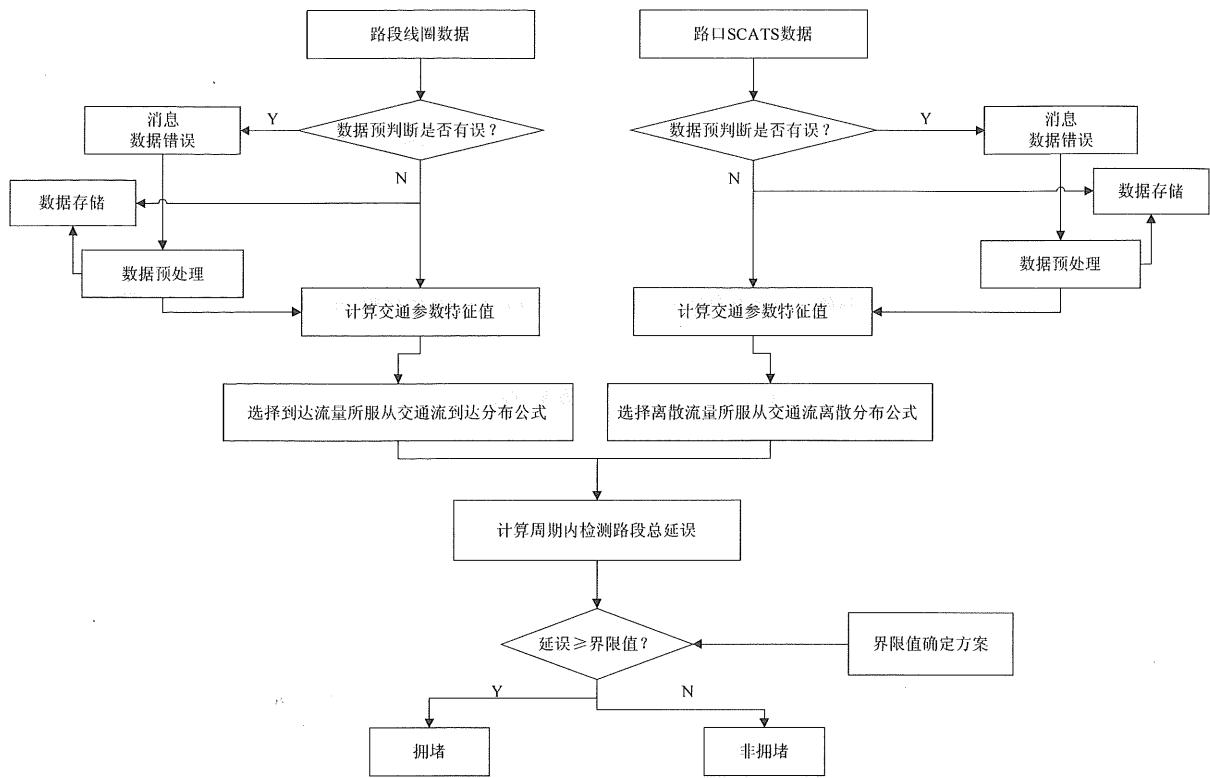 路段线圈数据
路口SCATS数据
数据预判断是否有误？
Y
消息
数据错误
数据预判断是否有误？
Y
消息
数据错误
N
N
数据存储
数据存储
数据预处理
数据预处理
计算交通参数特征值
计算交通参数特征值
选择到达流量所服从交通流到达分布公式
选择离散流量所服从交通流离散分布公式
计算周期内检测路段总延误
延误≥界限值？
界限值确定方案
Y
N
拥堵
非拥堵